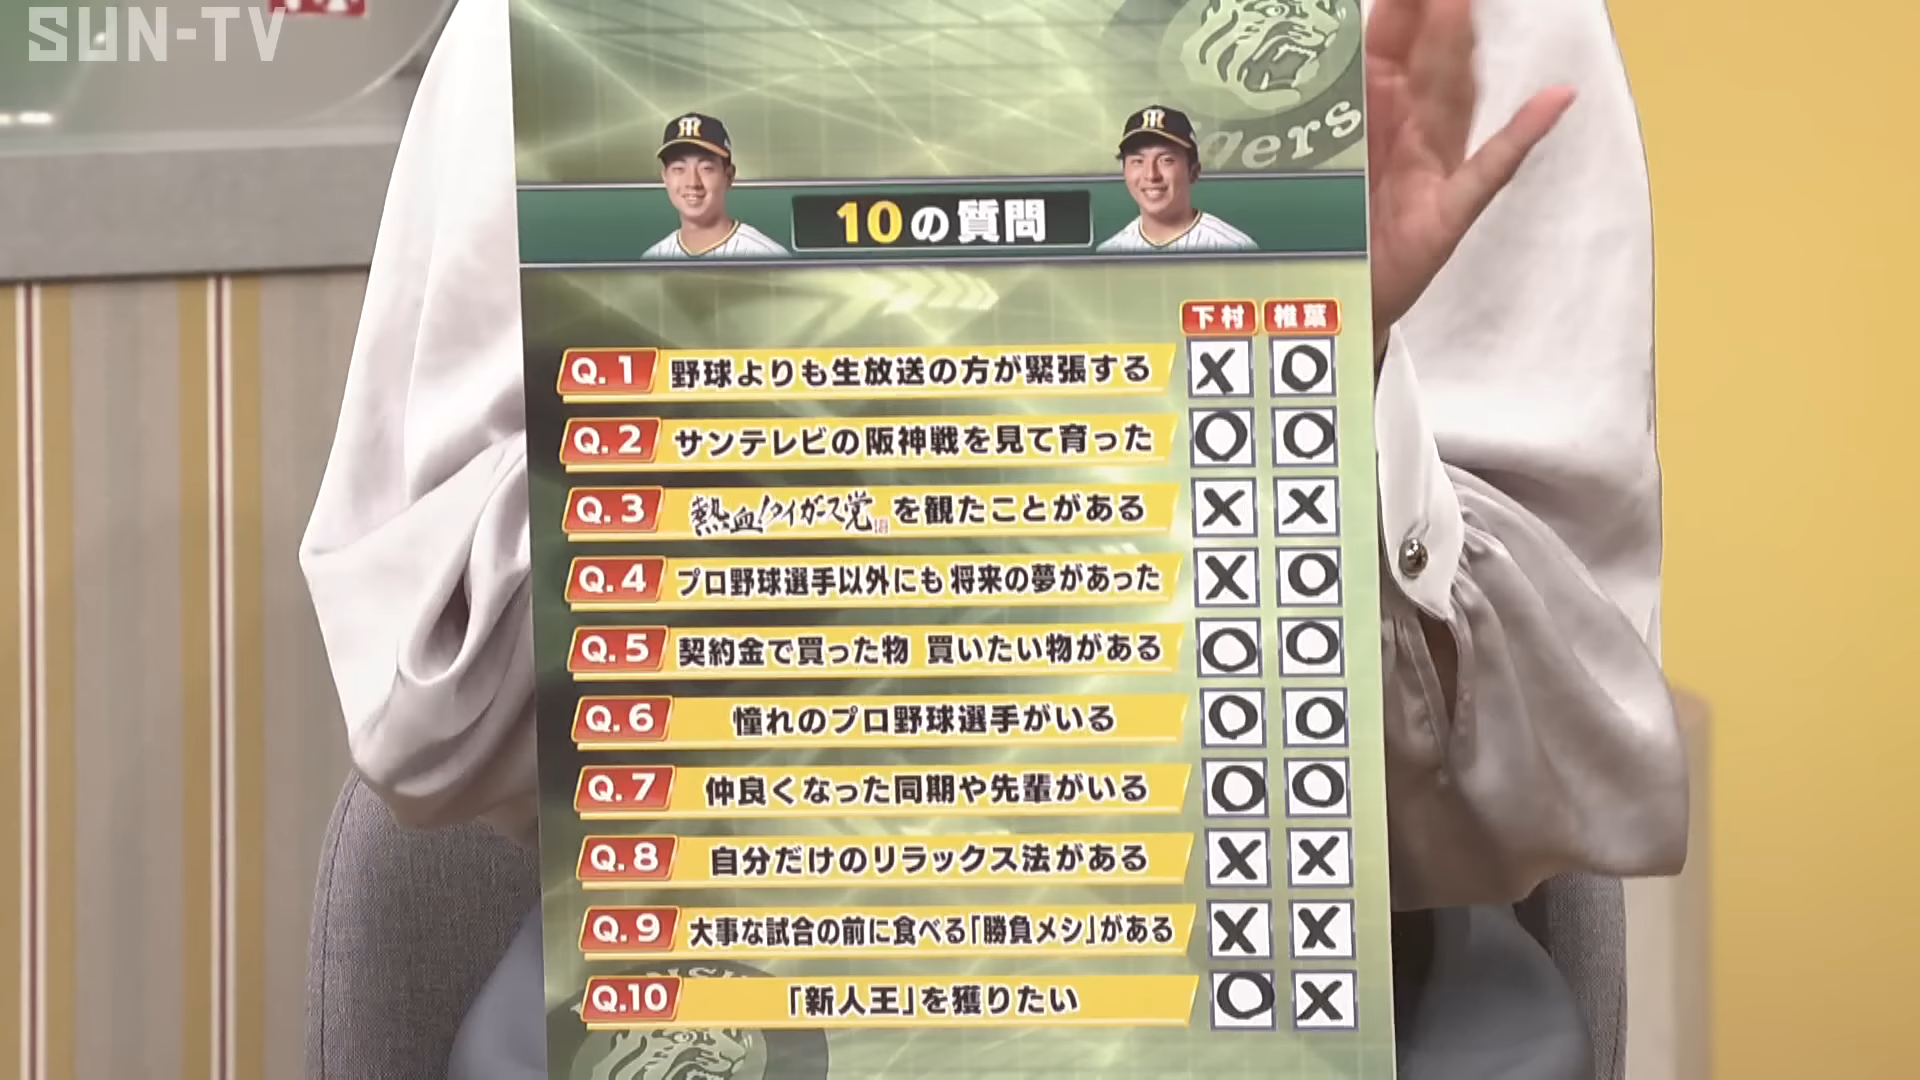 SUN-TV
Tigers
10の質問
下村 椎葉
Q.1 野球よりも生放送の方が緊張する X O
Q.2 サンテレビの阪神戦を見て育った O O
Q.3 熱血!タイガース党を観たことがある X X
Q.4 プロ野球選手以外にも 将来の夢があった X O
Q.5 契約金で買った物 買いたい物がある O O
Q.6 憧れのプロ野球選手がいる O O
Q.7 仲良くなった同期や先輩がいる O O
Q.8 自分だけのリラックス法がある X X
Q.9 大事な試合の前に食べる「勝負メシ」がある X X
Q.10 「新人王」を獲りたい O X